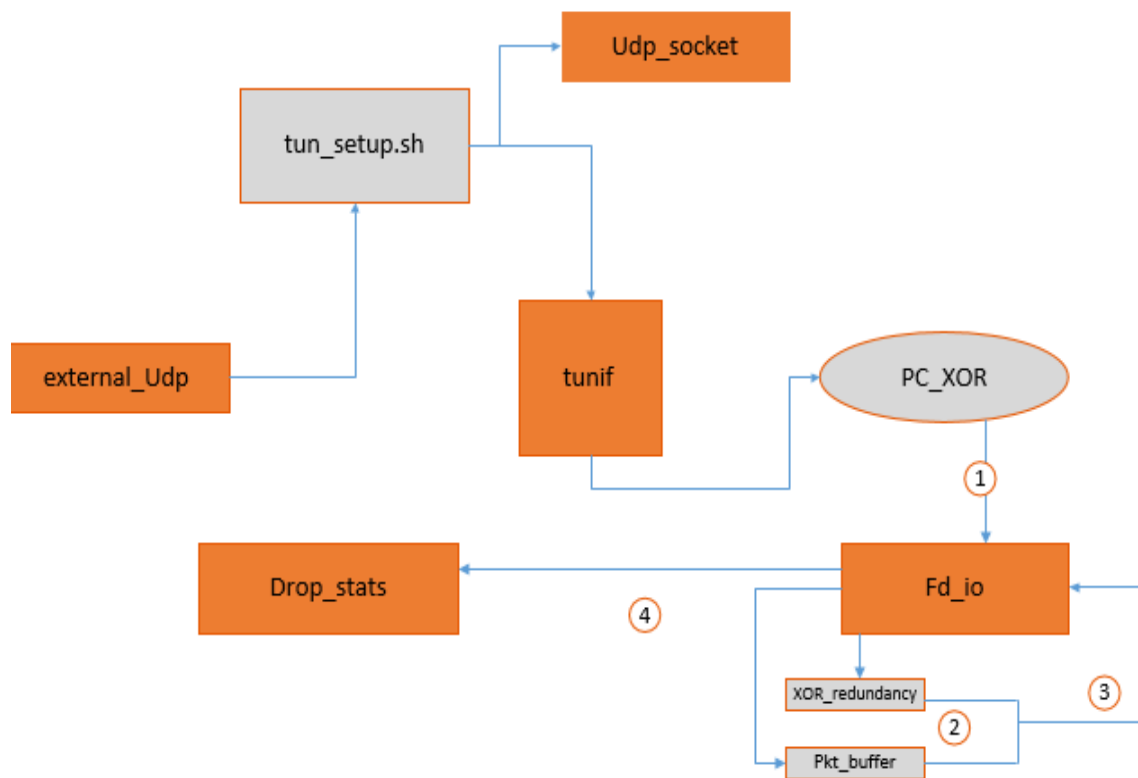 Udp_socket
tun_setup.sh
external_Udp
tunif
PC_XOR
1
Drop_stats
Fd_io
4
XOR_redundancy
3
2
Pkt_buffer